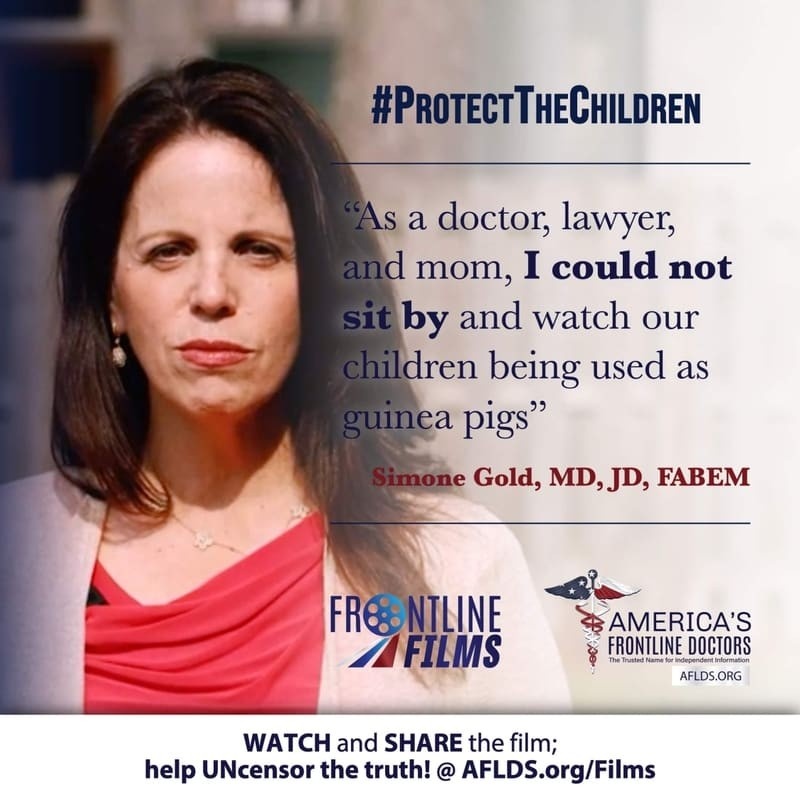 #PROTECTTHECHILDREN
“As a doctor, lawyer,
and mom, I could not
sit by and watch our
children being used as
guinea pigs”
Simone Gold, MD, JD, FABEM
FRONTLINE
FILMS
AMERICA'S
FRONTLINE DOCTORS
The Trusted Name for Independent Information
AFLDS.ORG
WATCH and SHARE the film;
help UNcensor the truth! @ AFLDS.org/Films